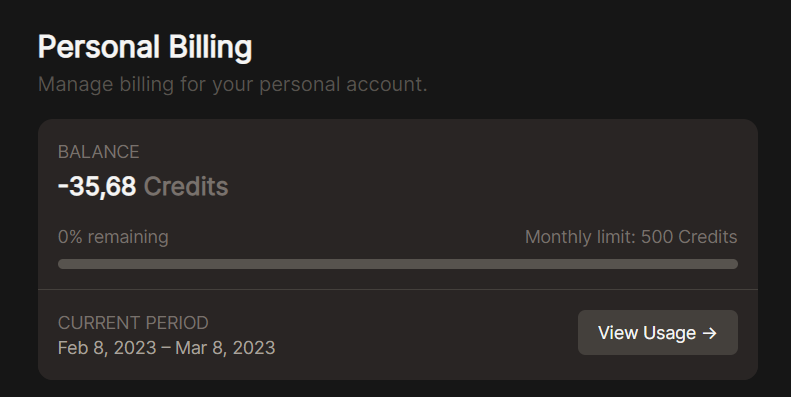 Personal Billing
Manage billing for your personal account.
BALANCE
-35,68 Credits
0% remaining
Monthly limit: 500 Credits
CURRENT PERIOD
Feb 8, 2023 – Mar 8, 2023
View Usage →